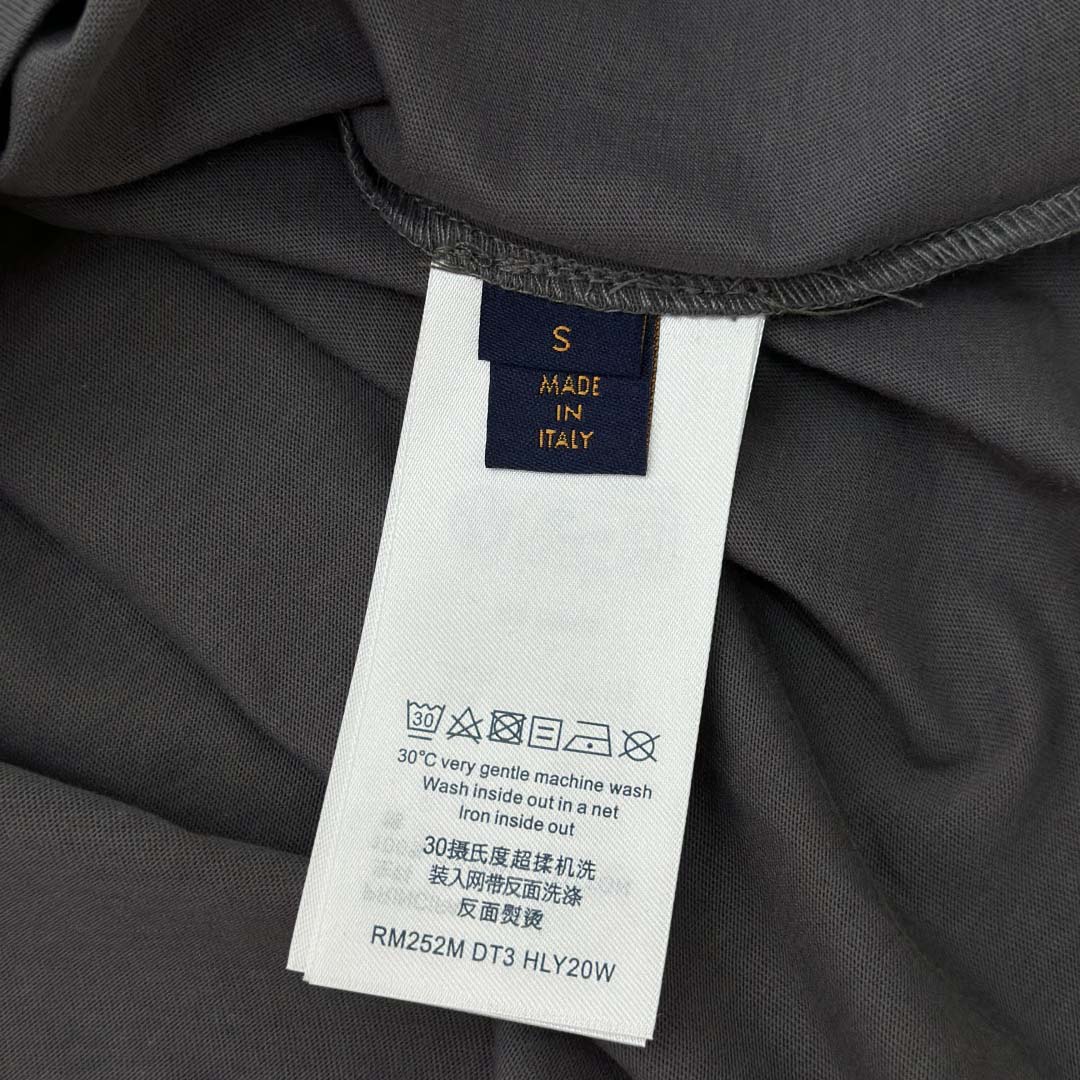 S
MADE
IN
ITALY
30
30°C very gentle machine wash
Wash inside out in a net
Iron inside out
30摄氏度超揉机洗
装入网带反面洗涤
反面熨烫
RM252M DT3 HLY20W